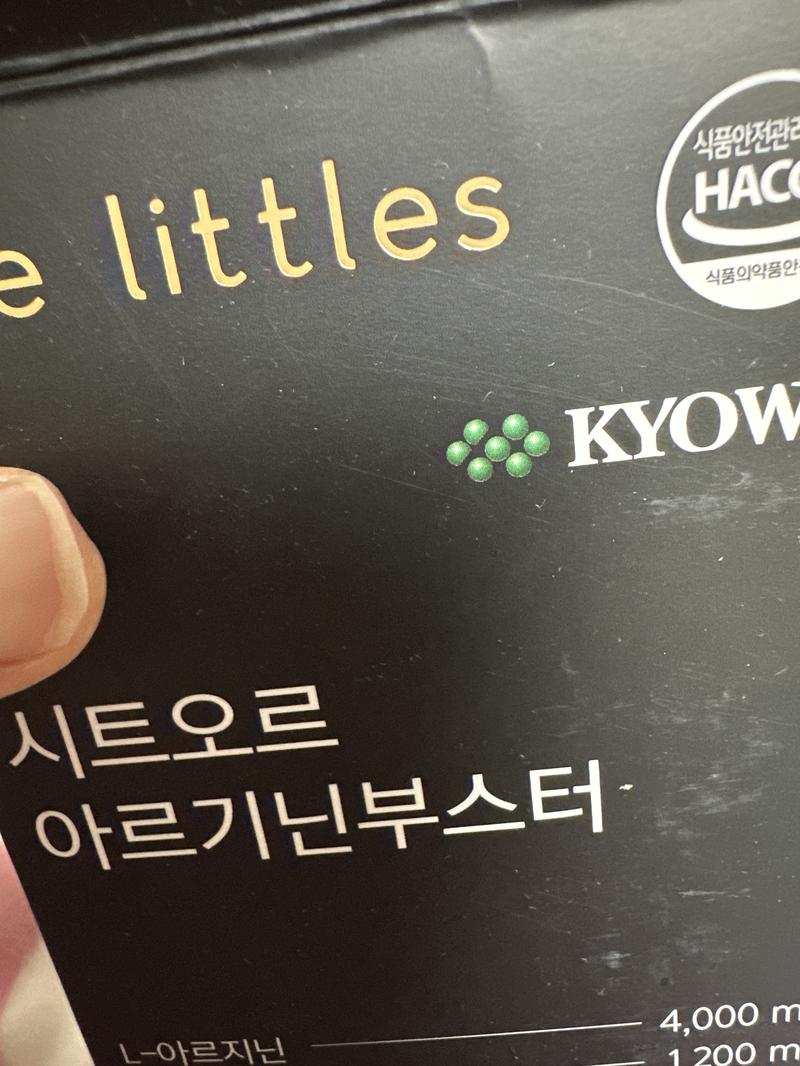 e littles
식품안전관리
HACC
식품의약품안
KYOW
시트오르
아르기닌부스터
L-아르지닌 4,000 m
1,200 m